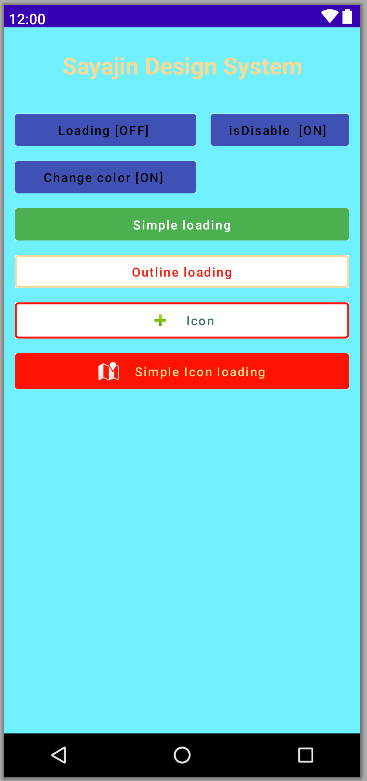 12:00
Sayajin Design System
Loading [OFF]
isDisable [ON]
Change color [ON]
Simple loading
Outline loading
Icon
Simple Icon loading